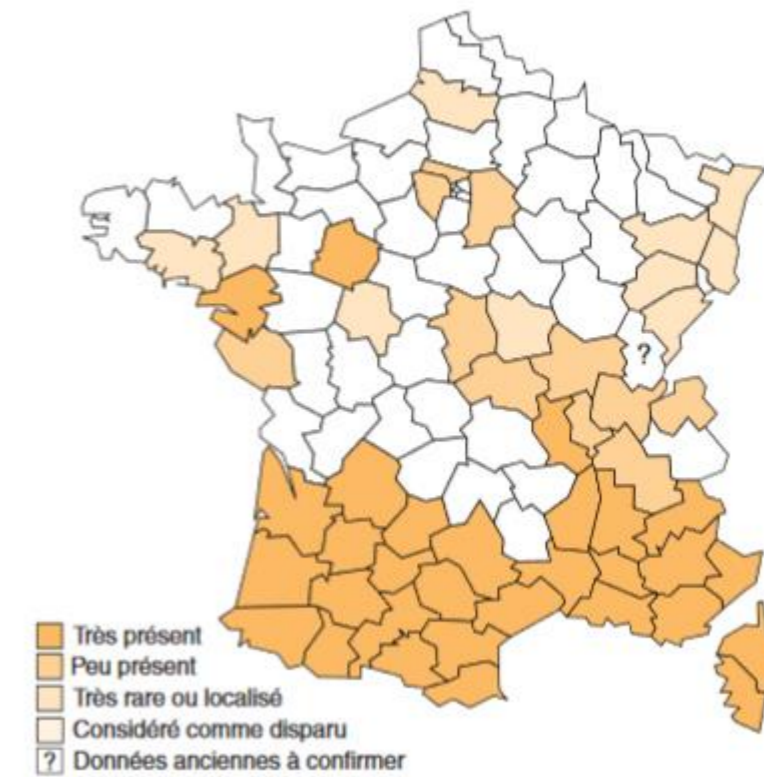 ?
Très présent
Peu présent
Très rare ou localisé
Considéré comme disparu
? Données anciennes à confirmer